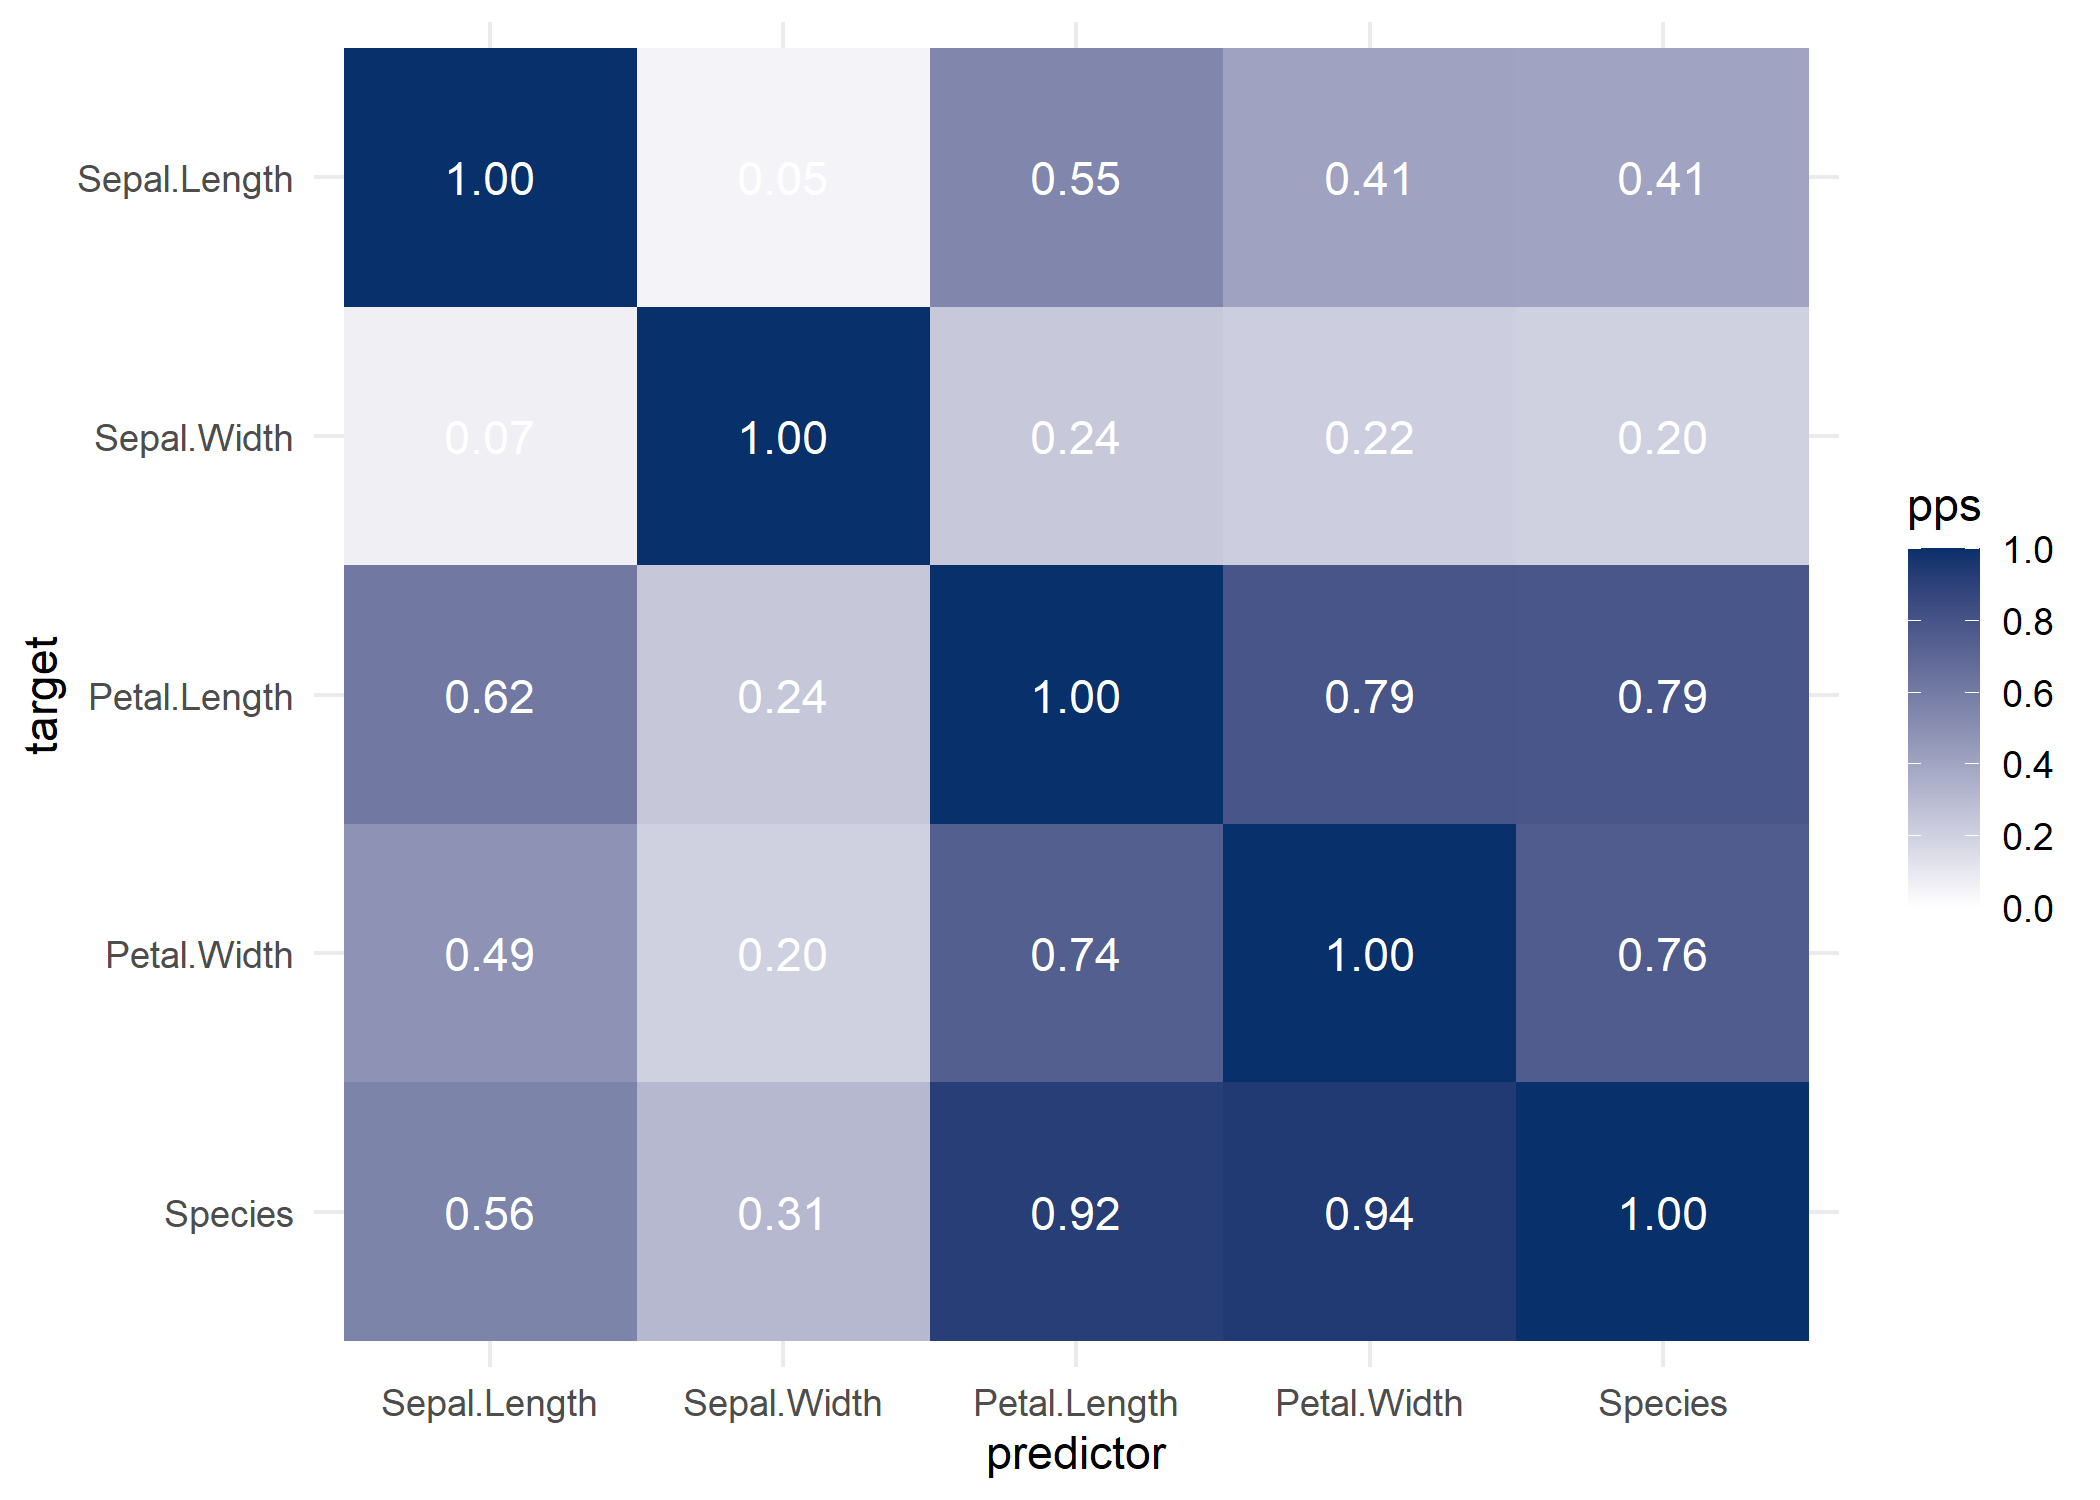 Sepal.Length 1.00 0.05 0.55 0.41 0.41
Sepal.Width 0.07 1.00 0.24 0.22 0.20
Petal.Length 0.62 0.24 1.00 0.79 0.79
Petal.Width 0.49 0.20 0.74 1.00 0.76
Species 0.56 0.31 0.92 0.94 1.00
Sepal.Length Sepal.Width Petal.Length Petal.Width Species
predictor
target
pps
1.0
0.8
0.6
0.4
0.2
0.0